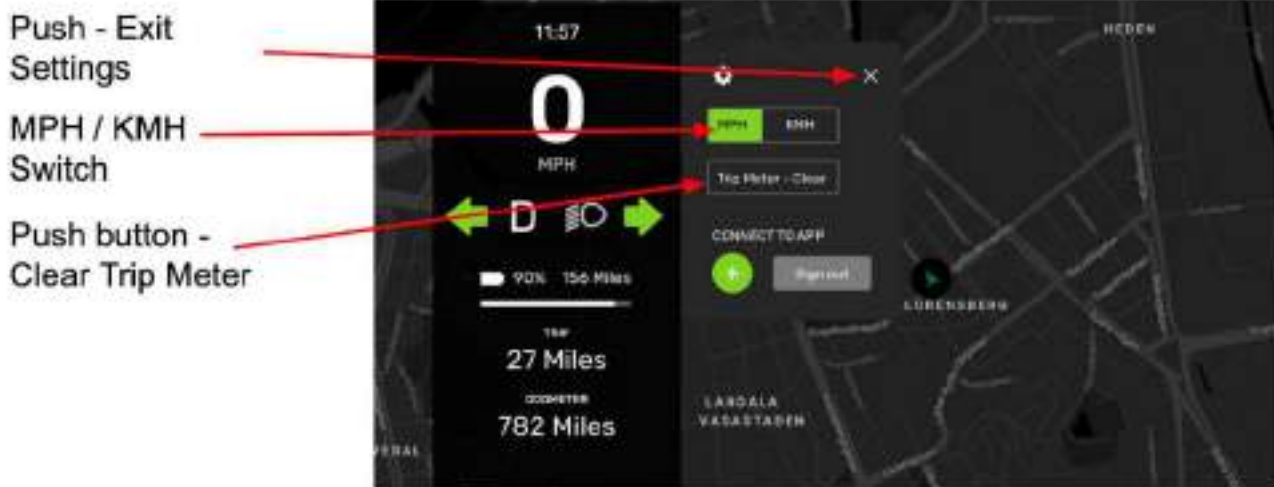 Push - Exit
Settings
MPH / KMH
Switch
Push button -
Clear Trip Meter
11:57
0
MPH
D
90% 156 Miles
TRIP
27 Miles
ODOMETER
782 Miles
MPH KMH
Trip Meter - Clear
CONNECT TO APP
Sign out
HEDEN
LORENSBERG
LANDALA
VASASTADEN